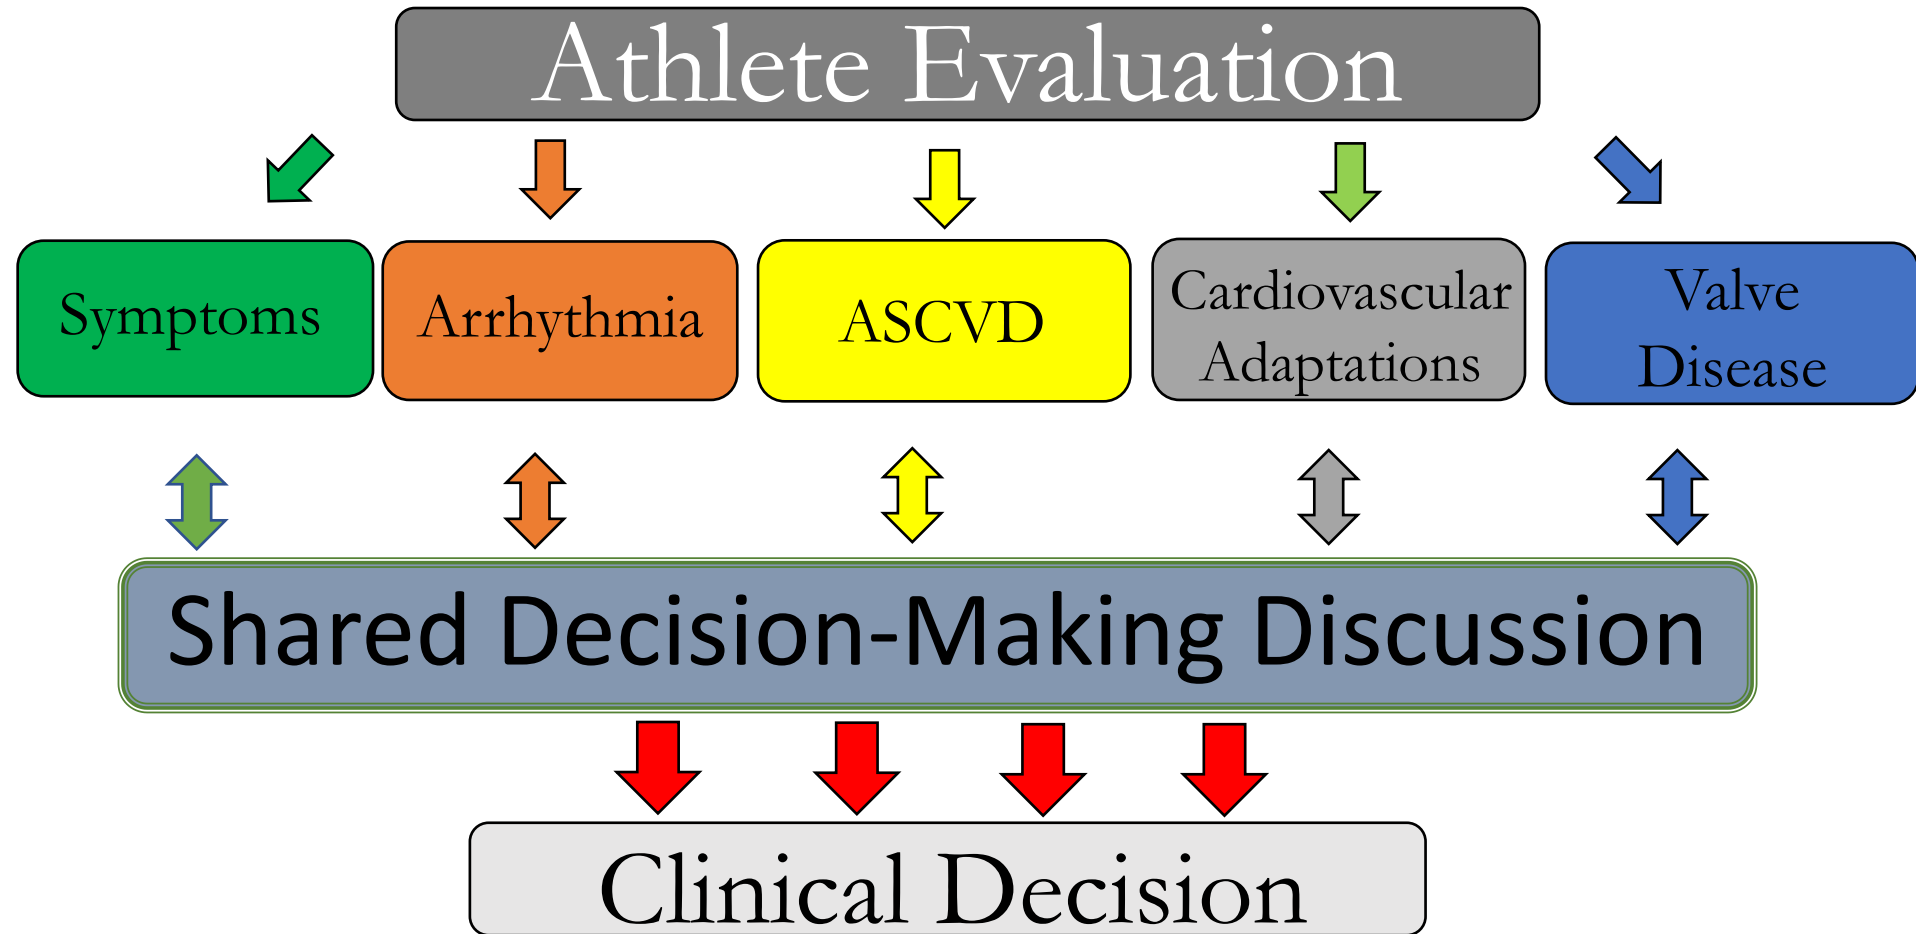 Athlete Evaluation
Symptoms
Arrhythmia
ASCVD
Cardiovascular
Adaptations
Valve
Disease
Shared Decision-Making Discussion
Clinical Decision